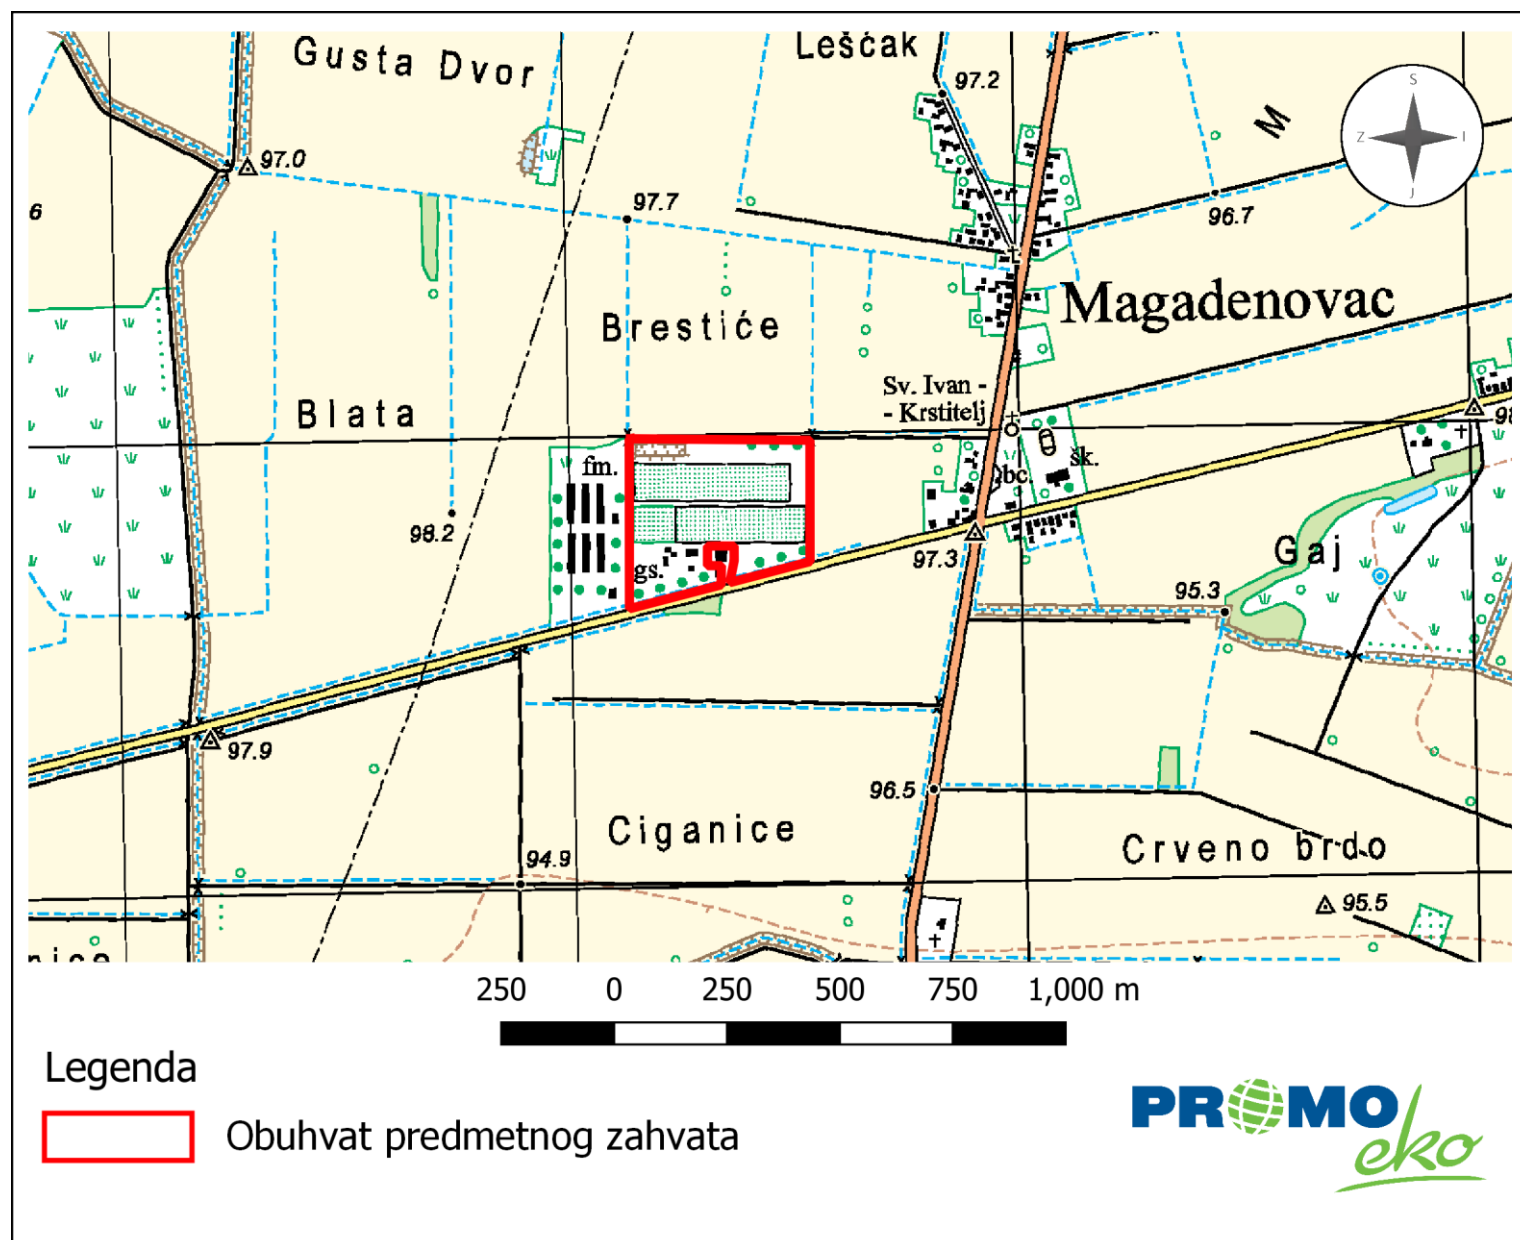 Gusta Dvor
Lešćak
97.2
S
Z
I
J
M
97.0
6
97.7
96.7
Magadenovac
Brestiće
Blata
Sv. Ivan -
- Krstitelj
fm.
bc.
šk.
98.2
gs.
97.3
Gaj
95.3
97.9
96.5
Ciganice
Crveno brdo
94.9
95.5
250 0 250 500 750 1,000 m
Legenda
Obuhvat predmetnog zahvata
PROMO
eko